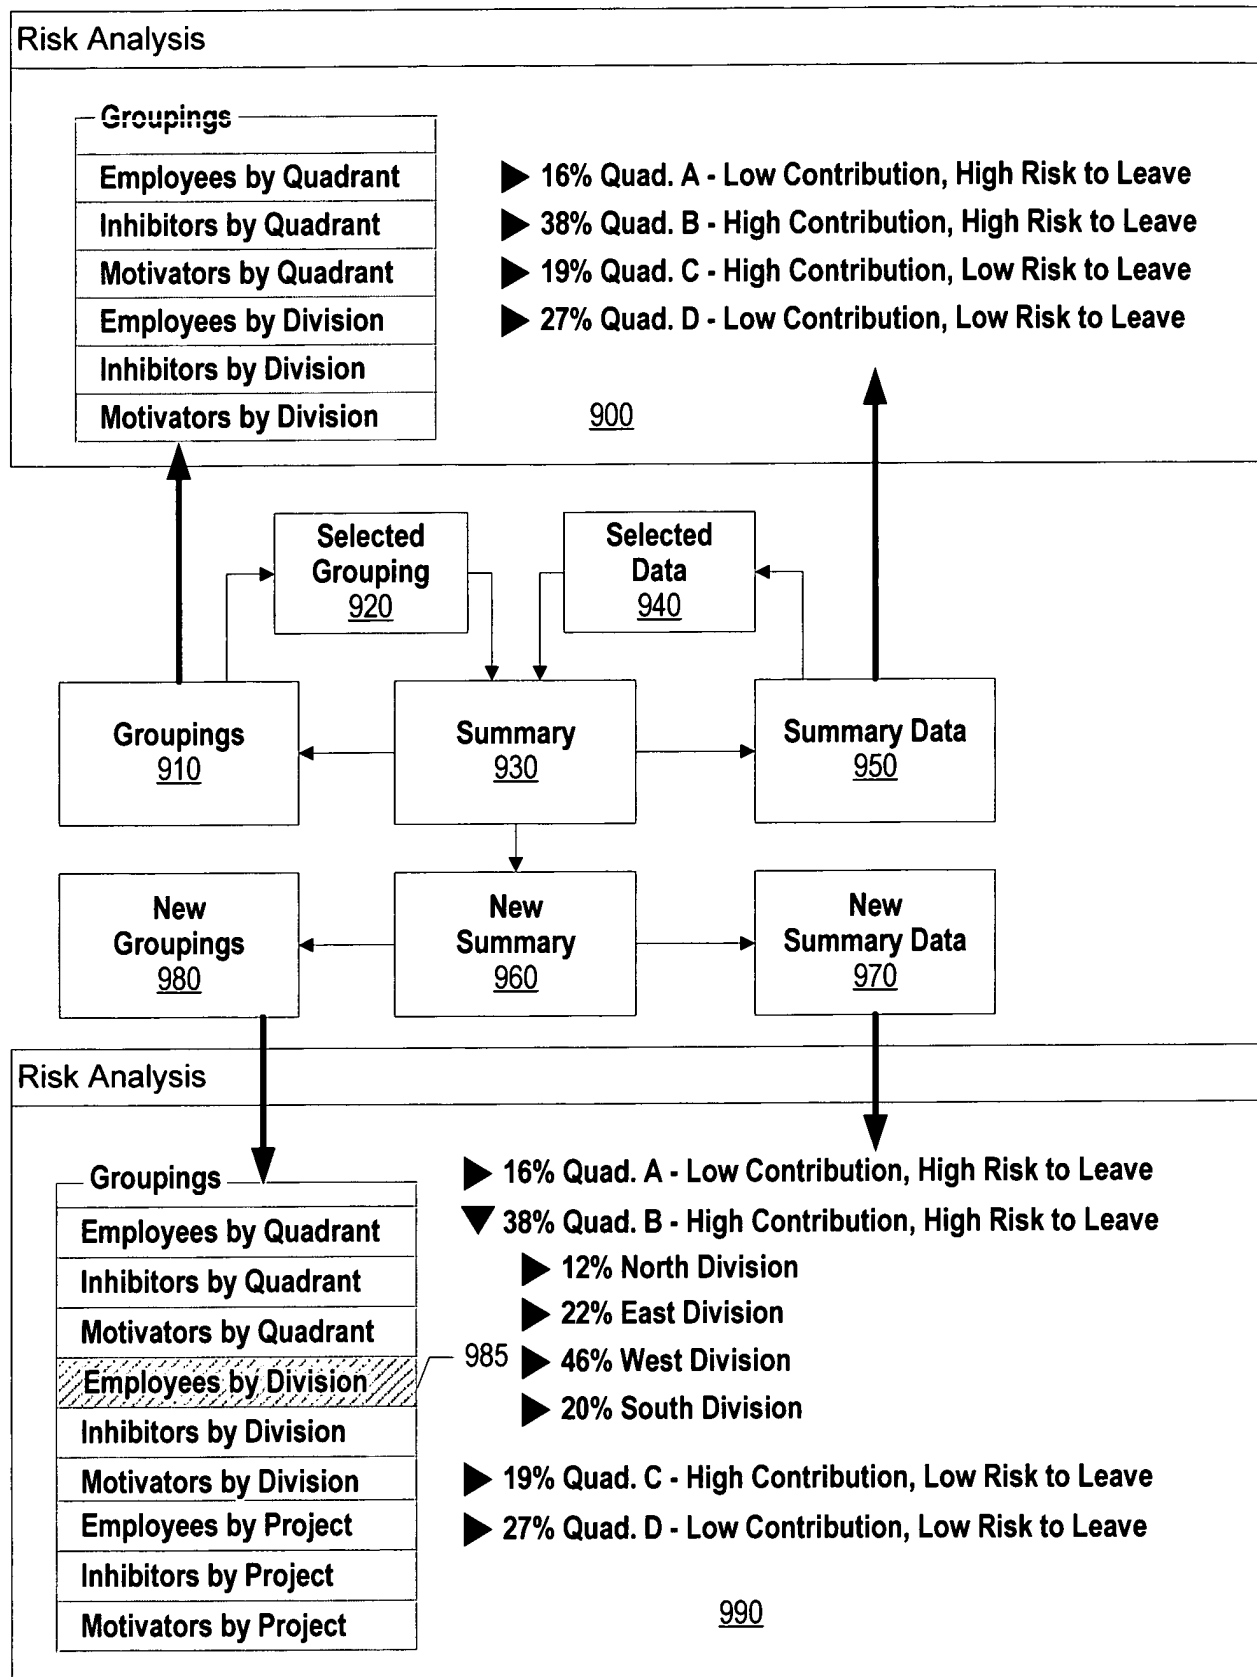 Risk Analysis
Groupings
Employees by Quadrant
Inhibitors by Quadrant
Motivators by Quadrant
Employees by Division
Inhibitors by Division
Motivators by Division
16% Quad. A - Low Contribution, High Risk to Leave
38% Quad. B - High Contribution, High Risk to Leave
19% Quad. C - High Contribution, Low Risk to Leave
27% Quad. D - Low Contribution, Low Risk to Leave
900
Selected
Grouping
920
Selected
Data
940
Groupings
910
Summary
930
Summary Data
950
New
Groupings
980
New
Summary
960
New
Summary Data
970
Risk Analysis
Groupings
Employees by Quadrant
Inhibitors by Quadrant
Motivators by Quadrant
Employees by Division
Inhibitors by Division
Motivators by Division
Employees by Project
Inhibitors by Project
Motivators by Project
985
16% Quad. A - Low Contribution, High Risk to Leave
38% Quad. B - High Contribution, High Risk to Leave
12% North Division
22% East Division
46% West Division
20% South Division
19% Quad. C - High Contribution, Low Risk to Leave
27% Quad. D - Low Contribution, Low Risk to Leave
990